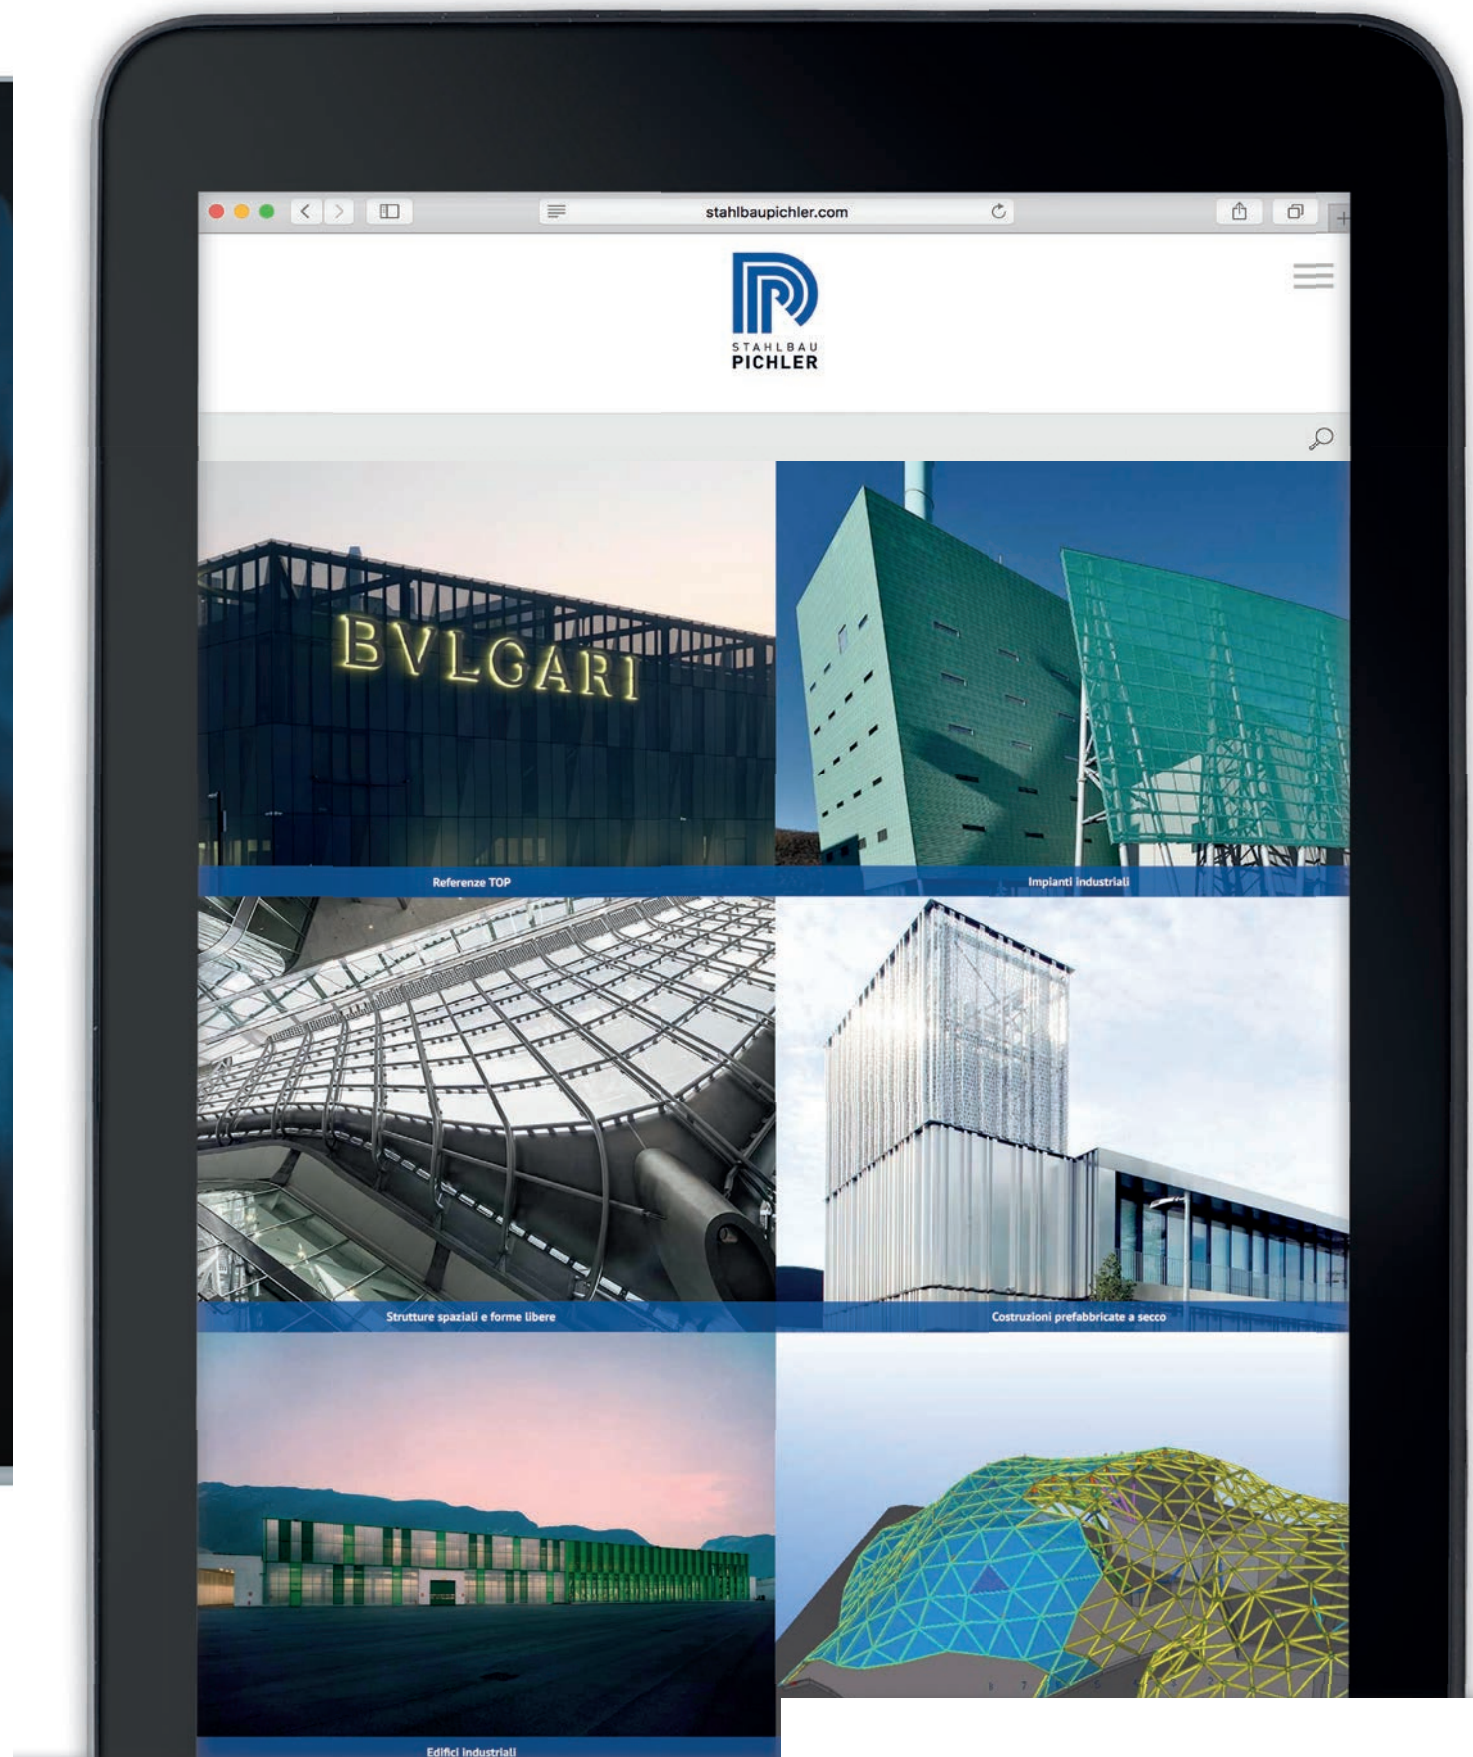 stahlbaupichler.com
STAHLBAU
PICHLER
BVLGARI
Referenze TOP
Impianti industriali
Strutture spaziali e forme libere
Costruzioni prefabbricate a secco
Edifici industriali